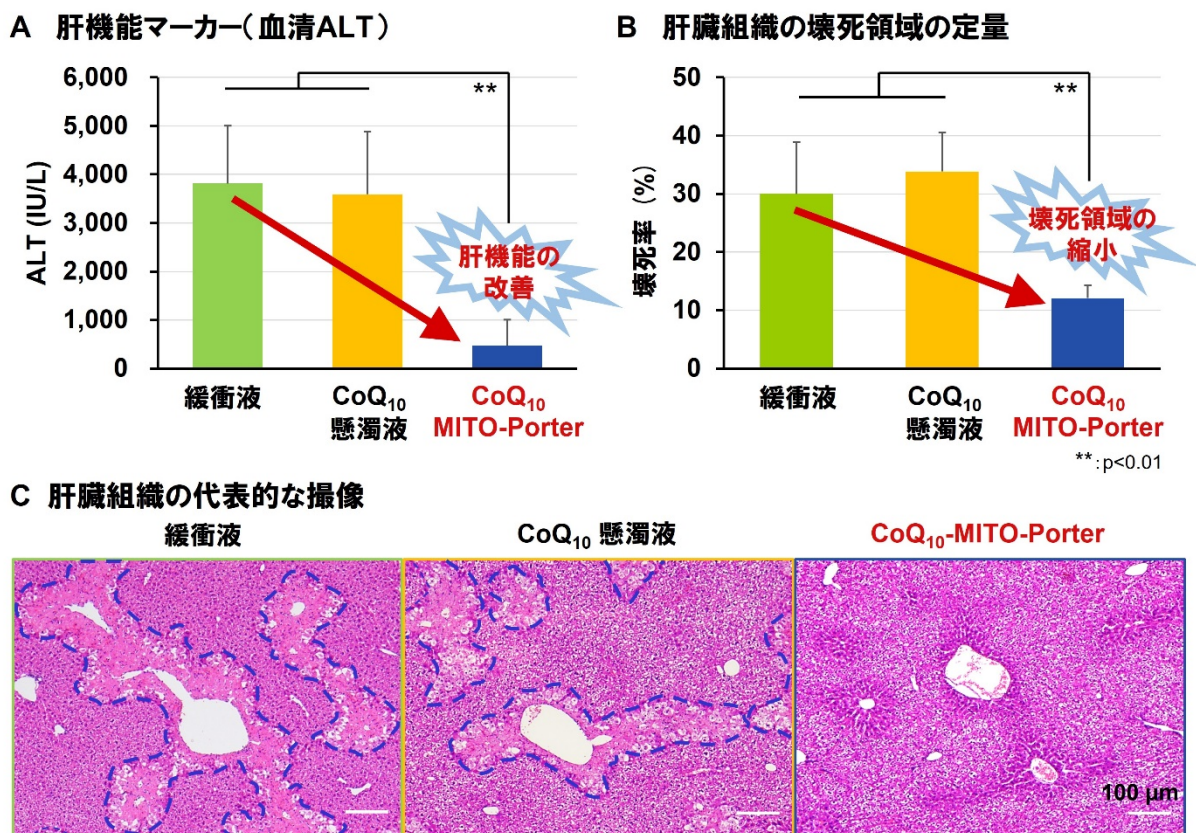 A 肝機能マーカー（血清ALT）
6,000
5,000
4,000
3,000
2,000
1,000
0
ALT (IU/L)
**
肝機能の
改善
緩衝液
CoQ₁₀
懸濁液
CoQ₁₀
MITO-Porter
B 肝臓組織の壊死領域の定量
50
40
30
20
10
0
壊死率（%）
**
壊死領域の
縮小
緩衝液
CoQ₁₀
懸濁液
CoQ₁₀
MITO-Porter
**：p<0.01
C 肝臓組織の代表的な撮像
緩衝液
CoQ₁₀ 懸濁液
CoQ₁₀-MITO-Porter
100 μm